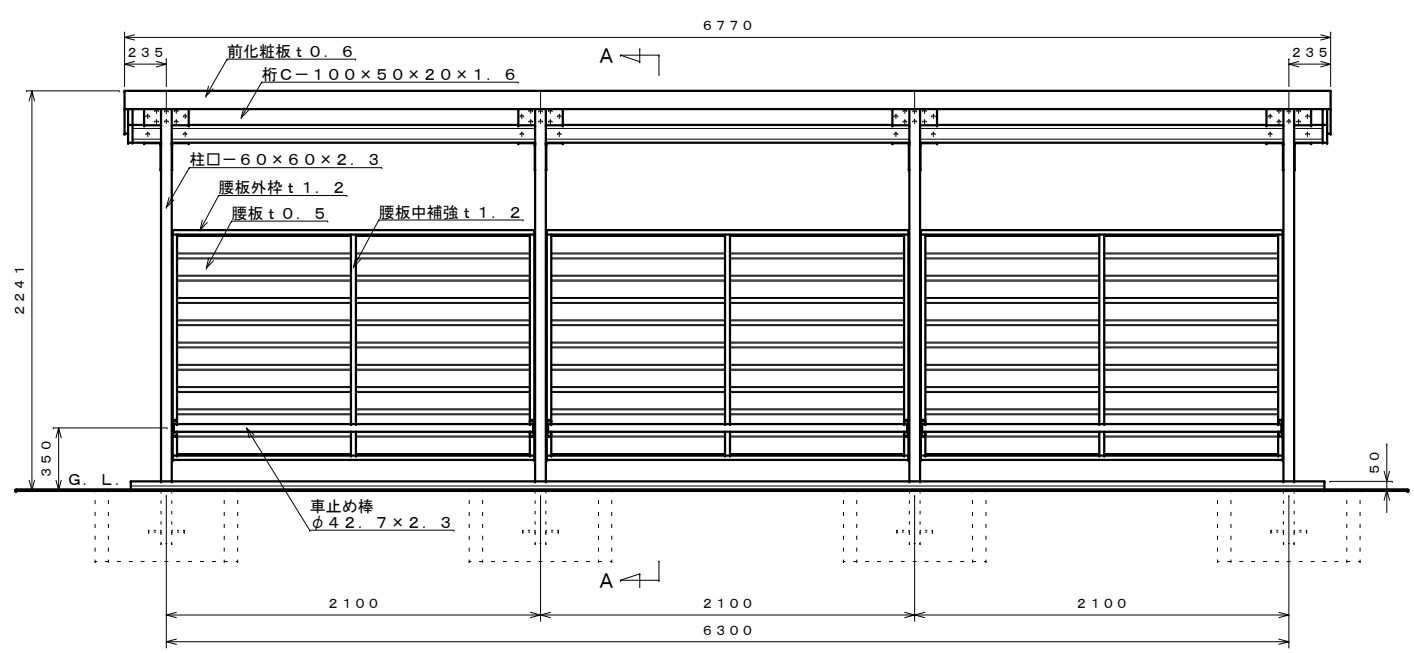 ６７７０
２３５
前化粧板ｔ０．６
Ａ
２３５
桁Ｃ－１００×５０×２０×１．６
柱□－６０×６０×２．３
腰板外枠ｔ１．２
腰板ｔ０．５
腰板中補強ｔ１．２
２２４１
３５０
Ｇ．Ｌ．
５０
車止め棒
φ４２．７×２．３
Ａ
２１００
２１００
２１００
６３００